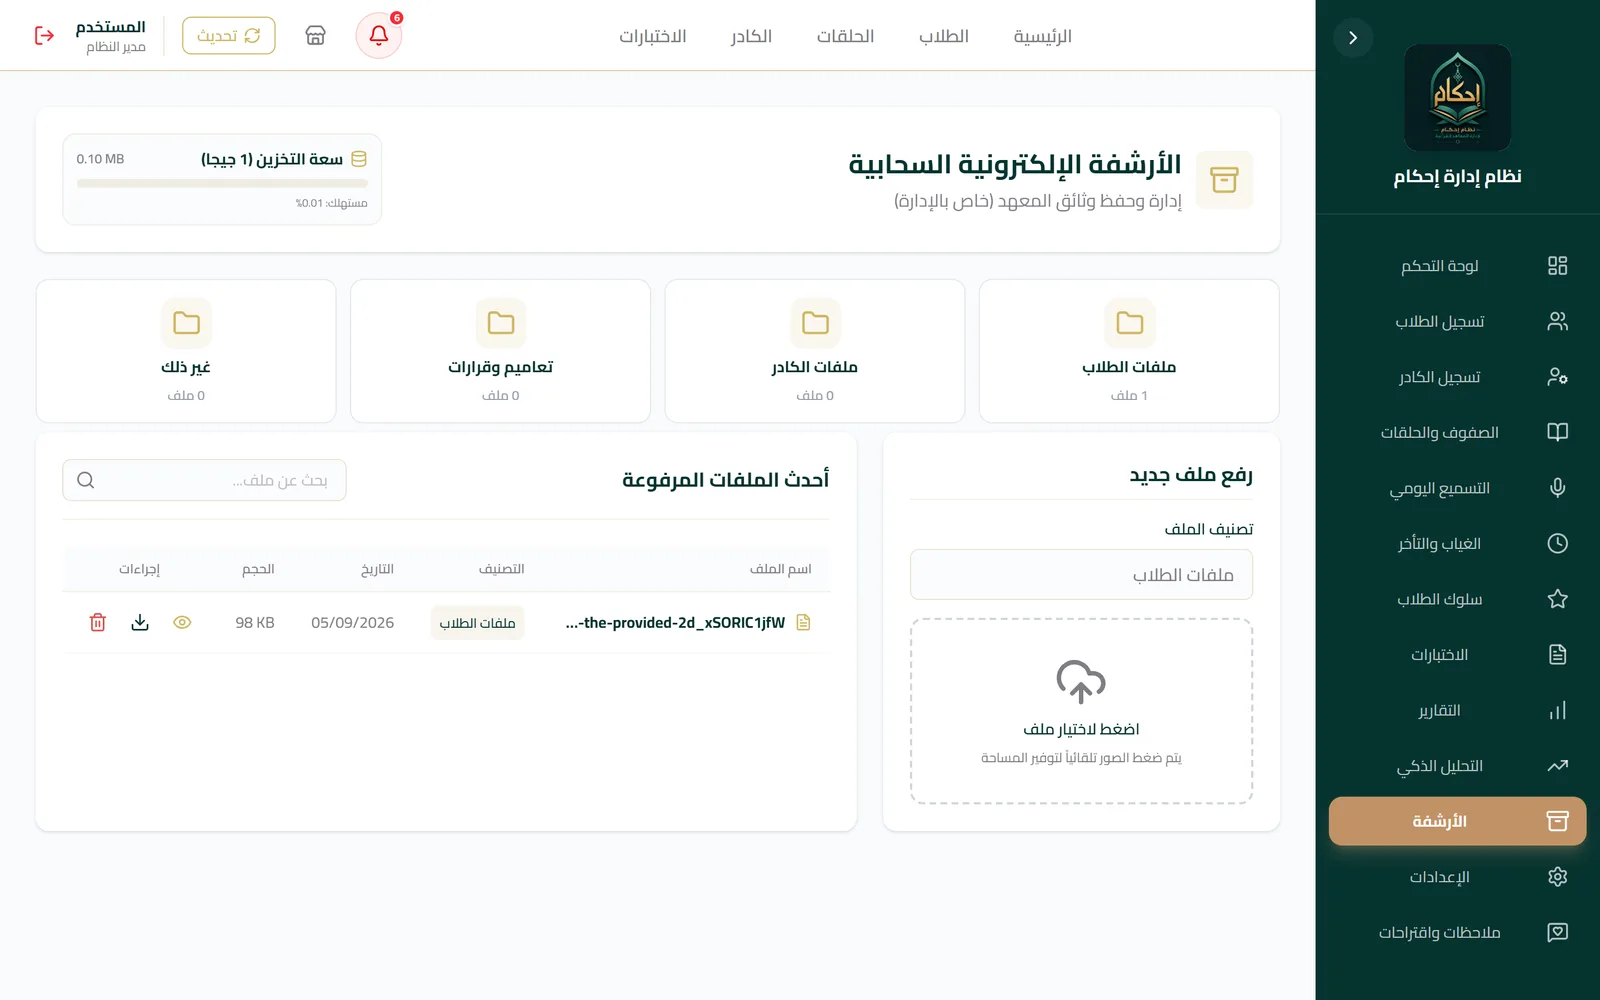 إحكام
نظام إحكام
نظام إدارة إحكام
لوحة التحكم
تسجيل الطلاب
تسجيل الكادر
الصفوف والحلقات
التسميع اليومي
الغياب والتأخر
سلوك الطلاب
الاختبارات
التقارير
التحليل الذكي
الأرشفة
الإعدادات
ملاحظات واقتراحات
الرئيسية
الطلاب
الحلقات
الكادر
الاختبارات
6
تحديث
المستخدم
مدير النظام
الأرشفة الإلكترونية السحابية
إدارة وحفظ وثائق المعهد (خاص بالإدارة)
سعة التخزين (1 جيجا)
0.10 MB
مستهلك: 0.01%
ملفات الطلاب
1 ملف
ملفات الكادر
0 ملف
تعاميم وقرارات
0 ملف
غير ذلك
0 ملف
رفع ملف جديد
تصنيف الملف
ملفات الطلاب
اضغط لاختيار ملف
يتم ضغط الصور تلقائياً لتوفير المساحة
أحدث الملفات المرفوعة
بحث عن ملف...
اسم الملف
التصنيف
التاريخ
الحجم
إجراءات
...-the-provided-2d_xSORIC1jfW
ملفات الطلاب
05/09/2026
98 KB